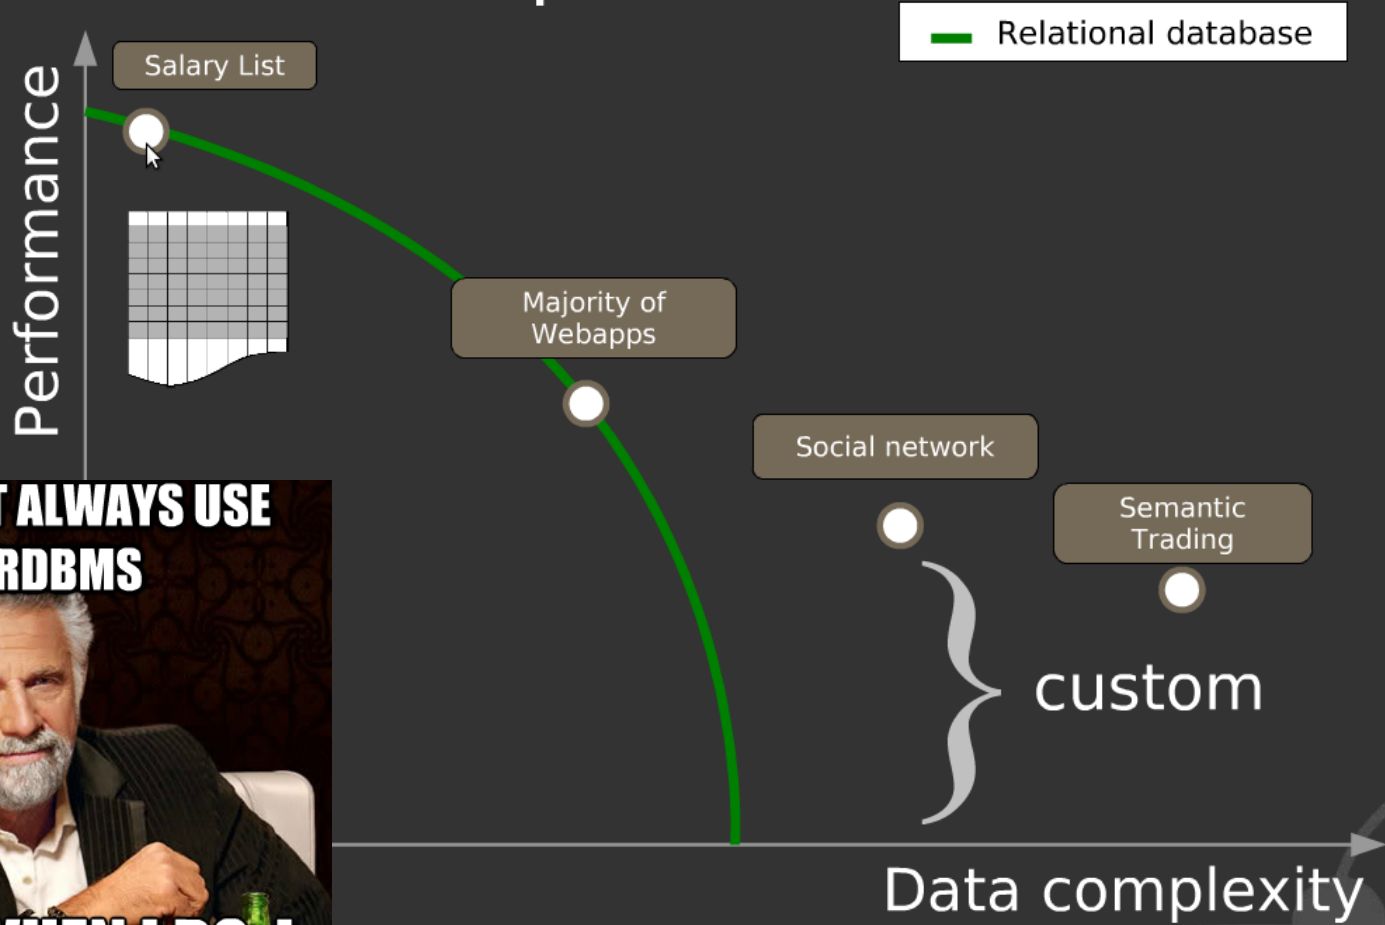 Relational database
Salary List
Performance
Majority of
Webapps
Social network
Semantic
Trading
custom
Data complexity
ALWAYS USE
RDBMS